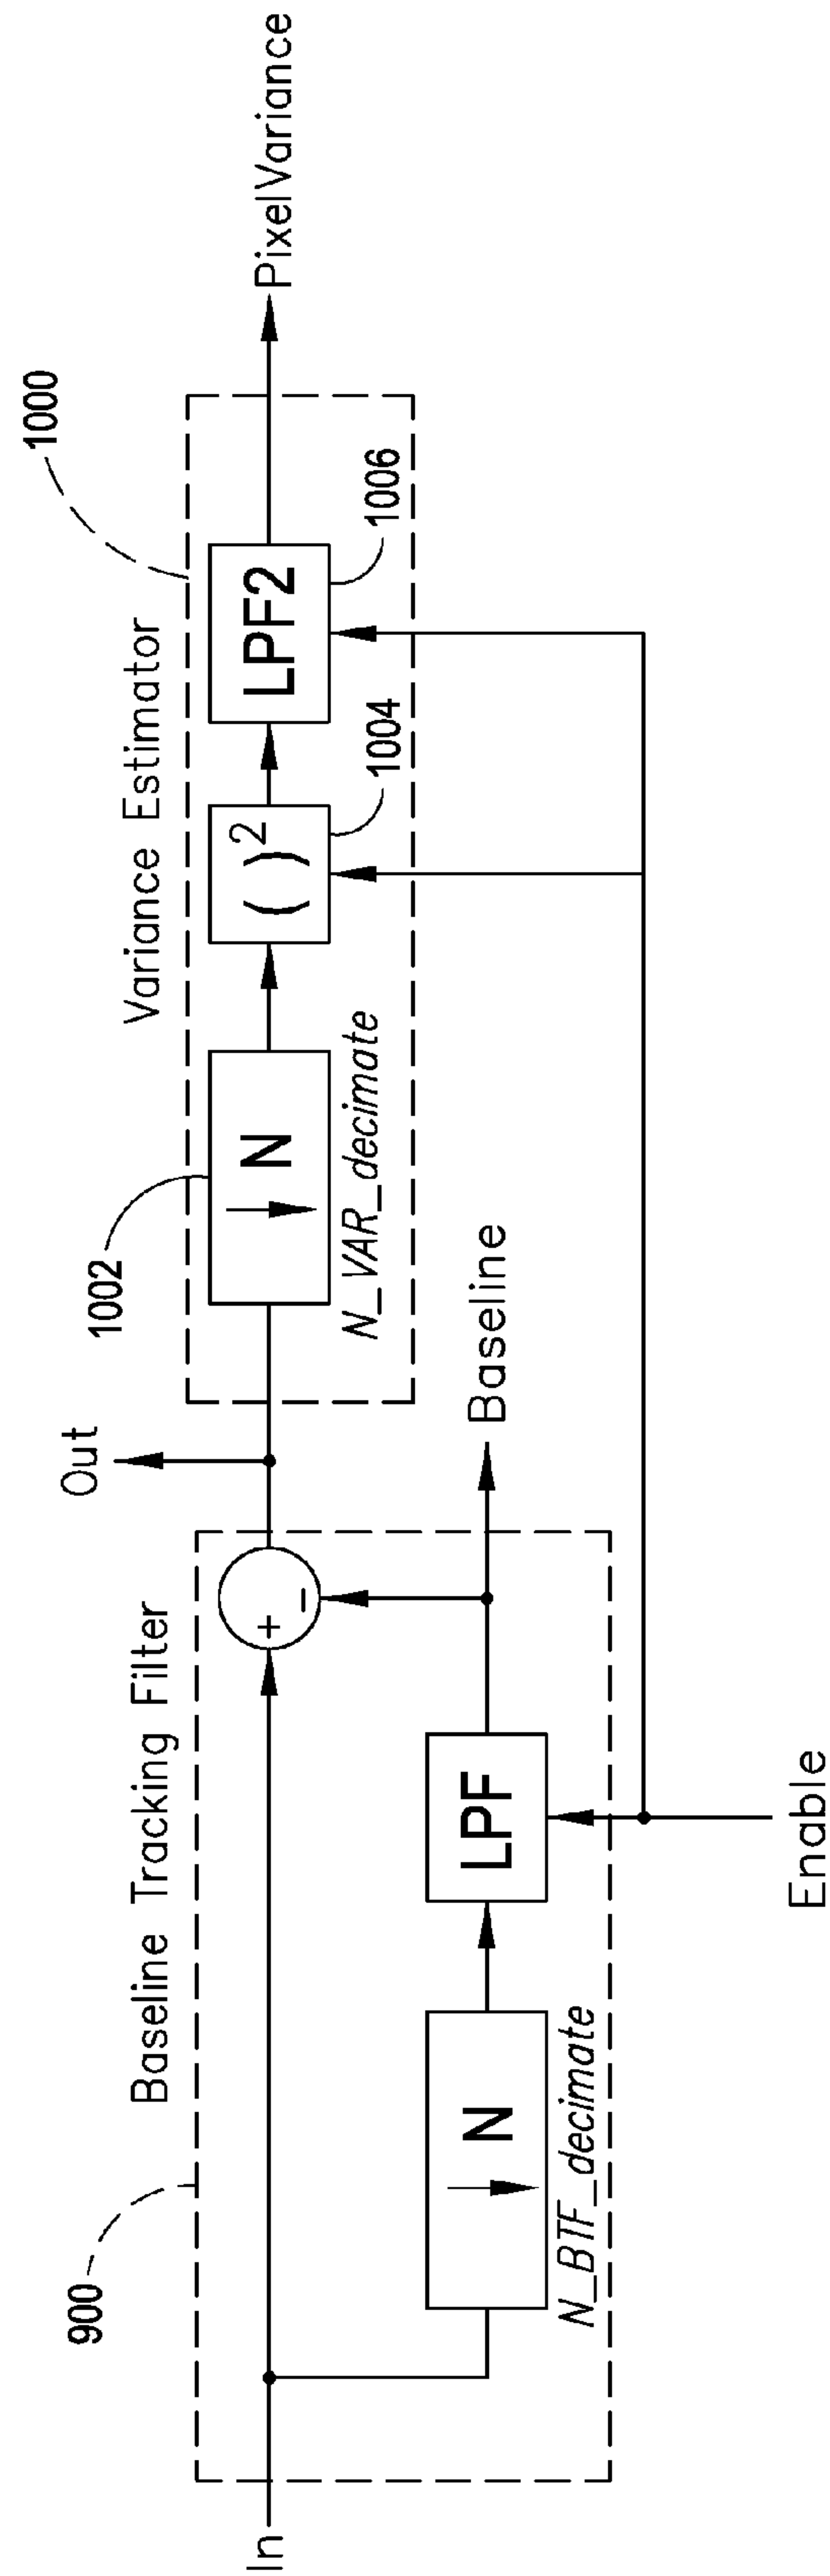 1000
Variance Estimator
1002
↓ N
N_VAR_decimate
( )²
1004
LPF2
1006
PixelVariance
Out
900
Baseline Tracking Filter
In
+
−
↓ N
N_BTF_decimate
LPF
Baseline
Enable